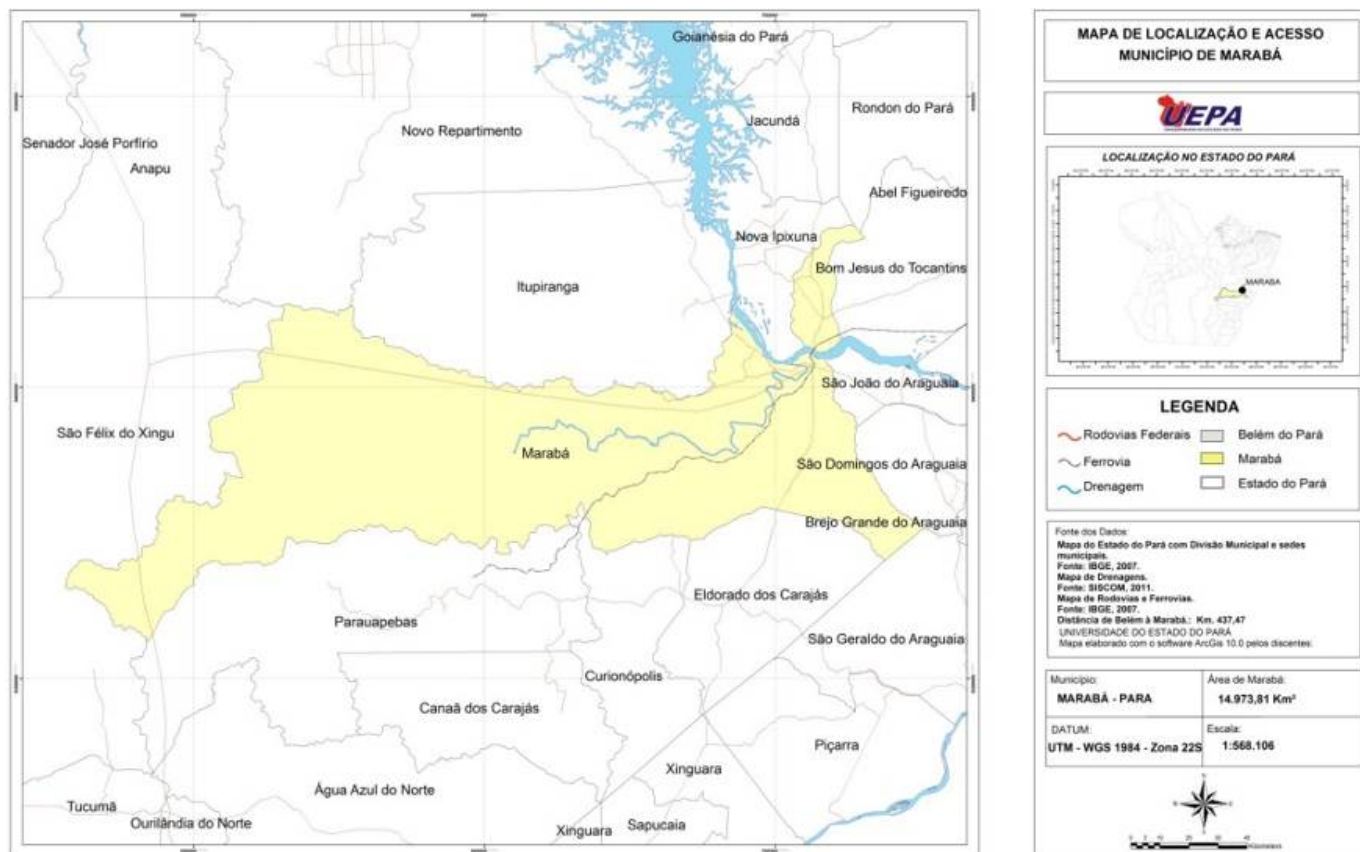 Goianésia do Pará
Rondon do Pará
Jacundá
Novo Repartimento
Senador José Porfírio
Anapu
Abel Figueiredo
Nova Ipixuna
Bom Jesus do Tocantins
Itupiranga
São João do Araguaia
São Félix do Xingu
Marabá
São Domingos do Araguaia
Brejo Grande do Araguaia
Eldorado dos Carajás
Parauapebas
São Geraldo do Araguaia
Curionópolis
Canaã dos Carajás
Piçarra
Xinguara
Água Azul do Norte
Tucumã
Ourilândia do Norte
Xinguara
Sapucaia
MAPA DE LOCALIZAÇÃO E ACESSO
MUNICÍPIO DE MARABÁ
UEPA
LOCALIZAÇÃO NO ESTADO DO PARÁ
MARABA
LEGENDA
Rodovias Federais
Belém do Pará
Ferrovia
Marabá
Drenagem
Estado do Pará
Fonte dos Dados:
Mapa do Estado do Pará com Divisão Municipal e sedes
municipais.
Fonte: IBGE, 2007.
Mapa de Drenagens.
Fonte: SISCOM, 2011.
Mapa de Rodovias e Ferrovias.
Fonte: IBGE, 2007.
Distância de Belém à Marabá.: Km. 437,47
UNIVERSIDADE DO ESTADO DO PARÁ
Mapa elaborado com o software ArcGis 10.0 pelos discentes:
Município:
MARABÁ - PARA
Área de Marabá:
14.973,81 Km²
DATUM:
UTM - WGS 1984 - Zona 22S
Escala:
1:568.106